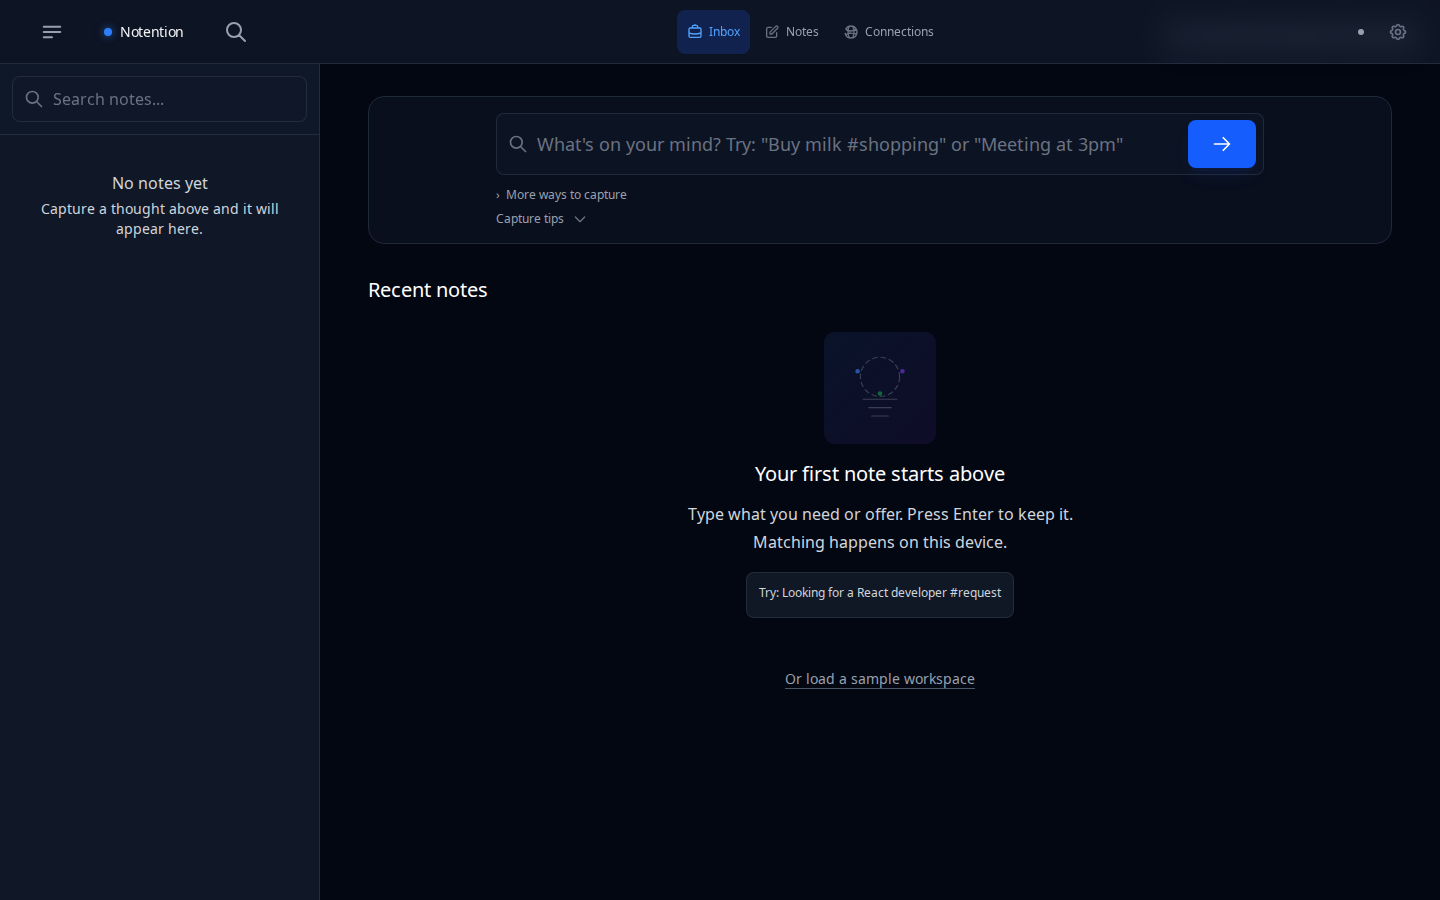 Notention
Inbox
Notes
Connections
Search notes...
No notes yet
Capture a thought above and it will
appear here.
What's on your mind? Try: "Buy milk #shopping" or "Meeting at 3pm"
› More ways to capture
Capture tips
Recent notes
Your first note starts above
Type what you need or offer. Press Enter to keep it.
Matching happens on this device.
Try: Looking for a React developer #request
Or load a sample workspace